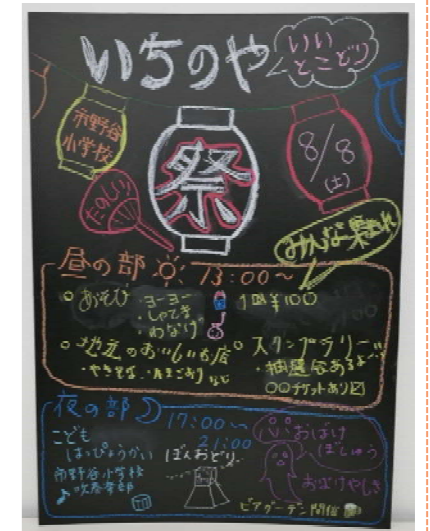 いちのや
いい
とこどり
市野谷
小学校
祭
8/8
(土)
たのしい
みんな集まれ
昼の部 13:00〜
○あそび ・ヨーヨー 1回¥100
・しゃてき
・わなげ
○地元のおいしいお店
・やきそば ・かきごおり など
○スタンプラリー
・抽選会あるよ
○○チケットあり
夜の部 17:00〜
21:00
こども
はっぴょうかい
市野谷小学校
吹奏楽部
ぼんおどり
おばけ
ぼしゅう
おばけやしき
ビアガーデン開催